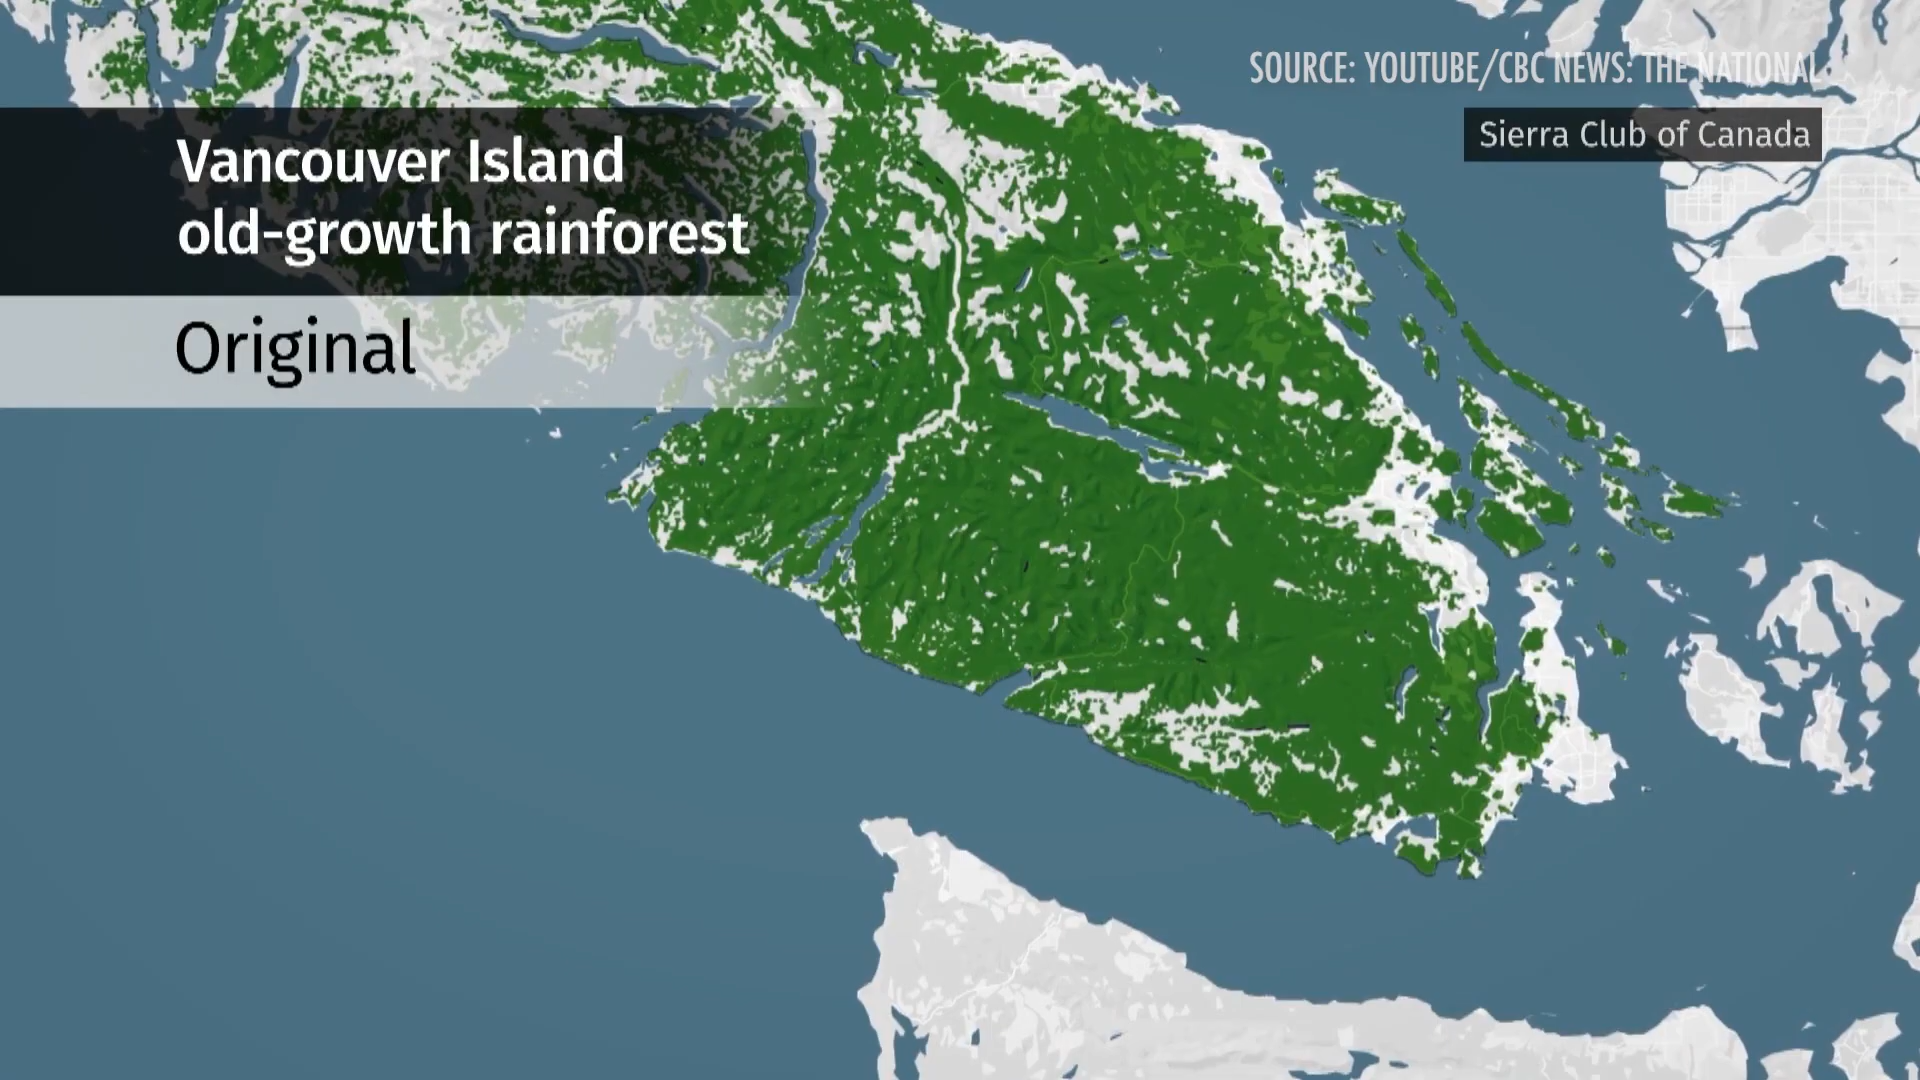 SOURCE: YOUTUBE/CBC NEWS: THE NATIONAL
Sierra Club of Canada
Vancouver Island
old-growth rainforest
Original